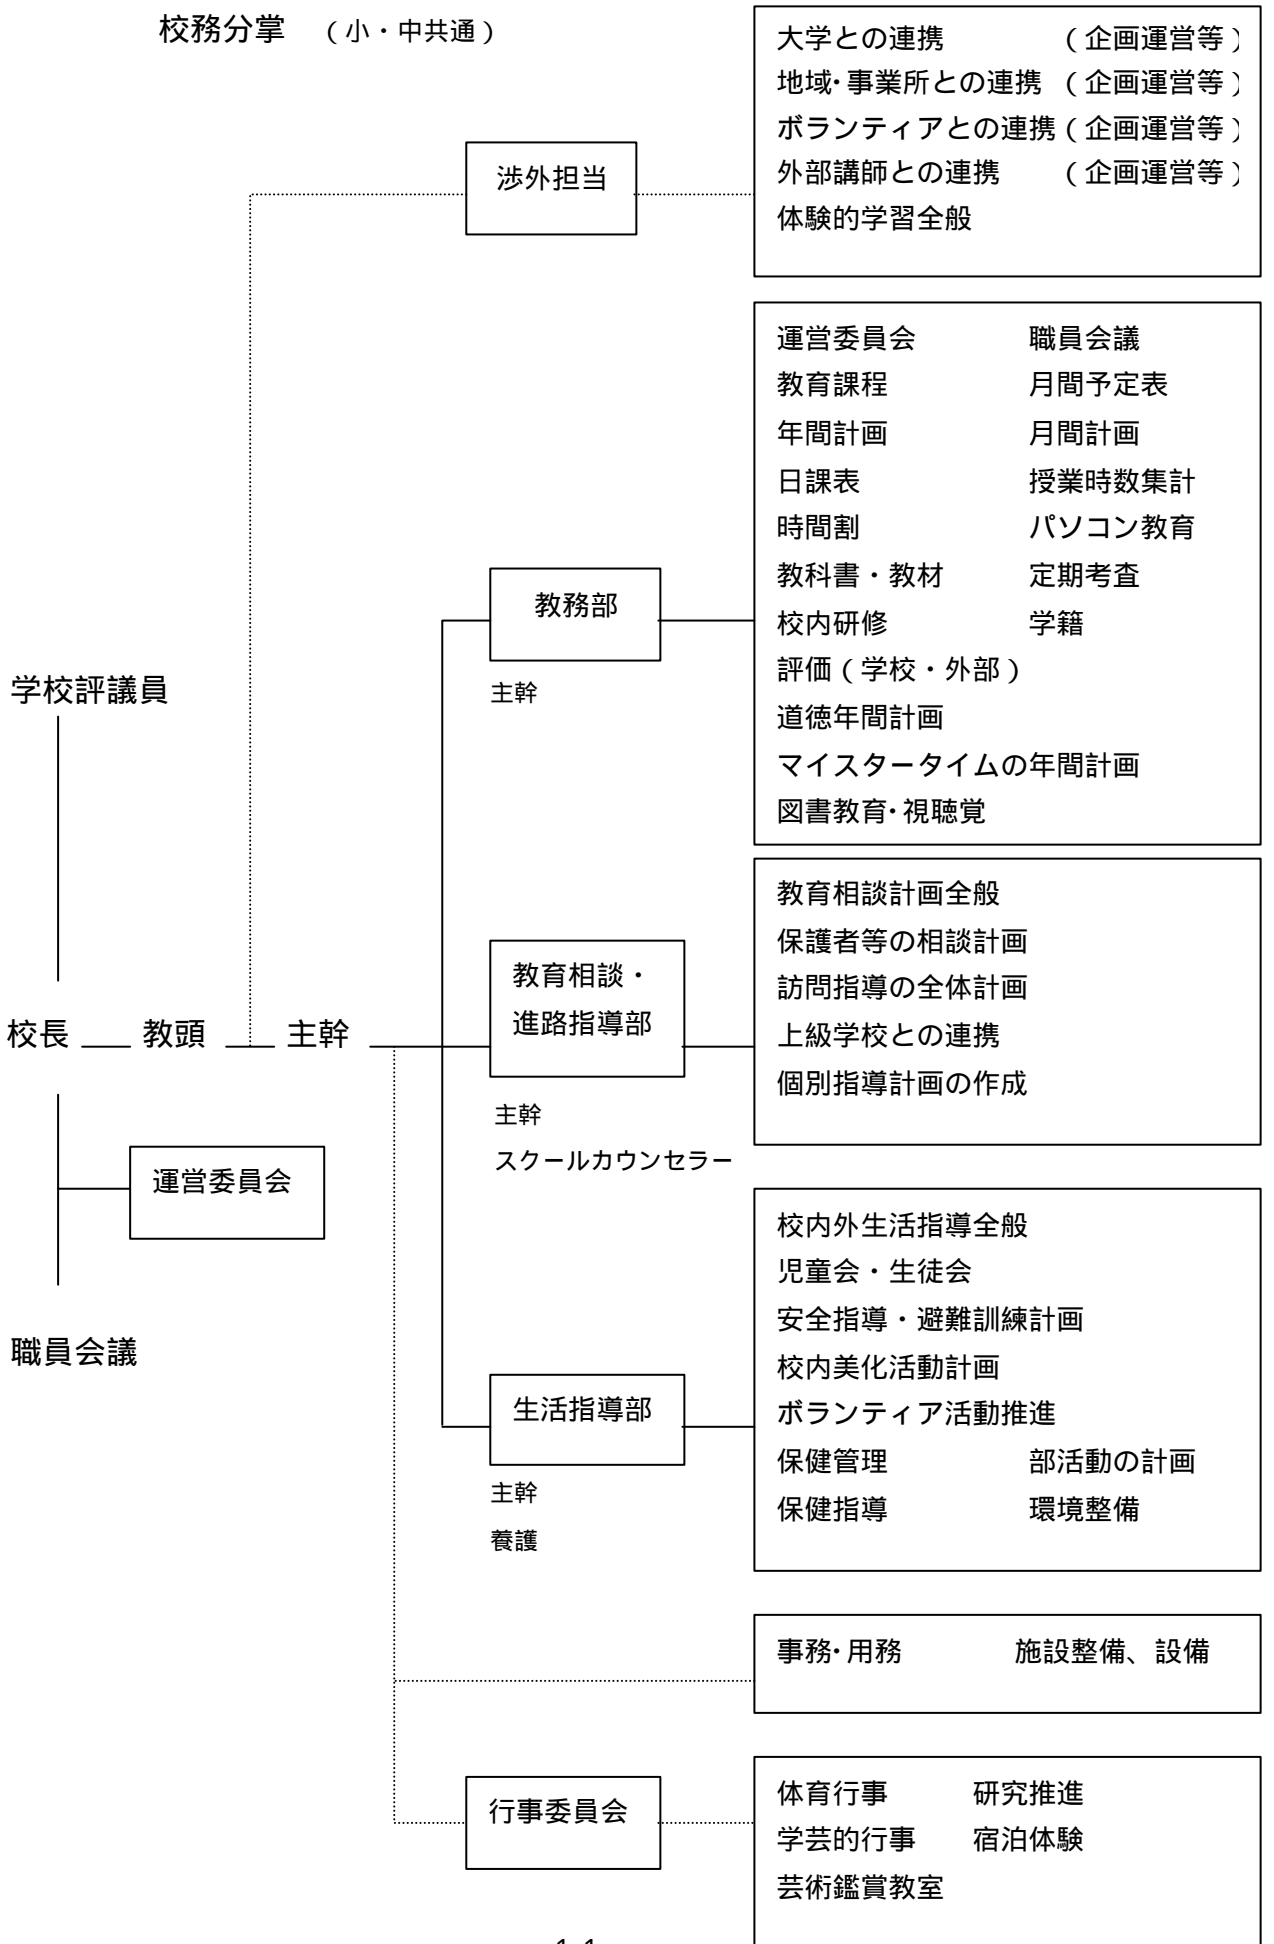 校務分掌 （小・中共通）
大学との連携 （企画運営等）
地域・事業所との連携 （企画運営等）
ボランティアとの連携（企画運営等）
外部講師との連携 （企画運営等）
体験的学習全般
渉外担当
運営委員会 職員会議
教育課程 月間予定表
年間計画 月間計画
日課表 授業時数集計
時間割 パソコン教育
教科書・教材 定期考査
校内研修 学籍
評価（学校・外部）
道徳年間計画
マイスタータイムの年間計画
図書教育・視聴覚
教務部
主幹
学校評議員
教育相談計画全般
保護者等の相談計画
訪問指導の全体計画
上級学校との連携
個別指導計画の作成
教育相談・
進路指導部
校長 教頭 主幹
主幹
スクールカウンセラー
運営委員会
職員会議
校内外生活指導全般
児童会・生徒会
安全指導・避難訓練計画
校内美化活動計画
ボランティア活動推進
保健管理 部活動の計画
保健指導 環境整備
生活指導部
主幹
養護
事務・用務 施設整備、設備
行事委員会
体育行事 研究推進
学芸的行事 宿泊体験
芸術鑑賞教室